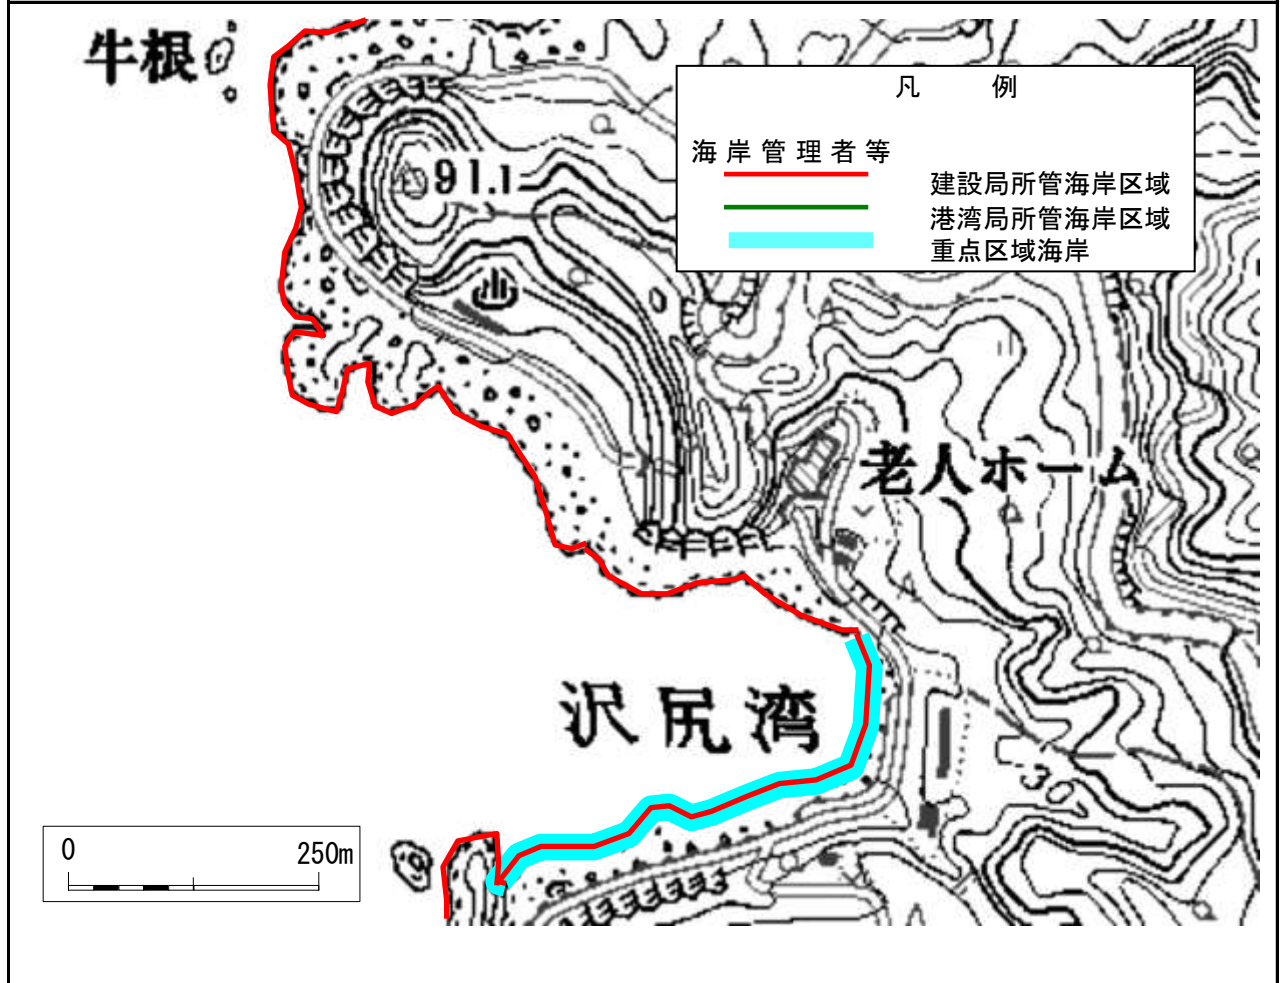 牛根
凡 例
海岸管理者等
建設局所管海岸区域
港湾局所管海岸区域
重点区域海岸
91.1
老人ホーム
沢尻湾
30
0 250m